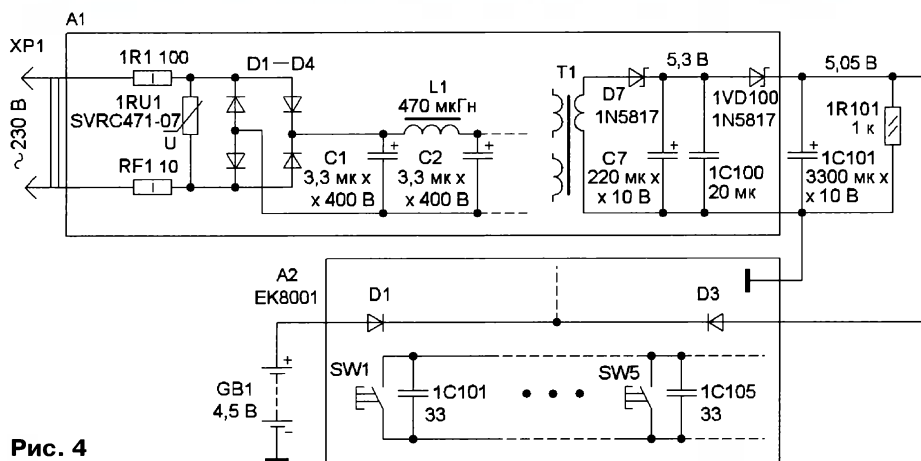 A1
XP1
~230 В
1R1 100
D1—D4
1RU1
SVRC471-07
U
RF1 10
L1
470 мкГн
C1
3,3 мк х
х 400 В
C2
3,3 мк х
х 400 В
T1
D7
1N5817
5,3 В
1VD100
1N5817
5,05 В
1R101
1 к
C7
220 мк х
х 10 В
1C100
20 мк
1C101
3300 мк х
х 10 В
A2
EK8001
D1
D3
GB1
4,5 В
SW1
1C101
33
SW5
1C105
33
Рис. 4